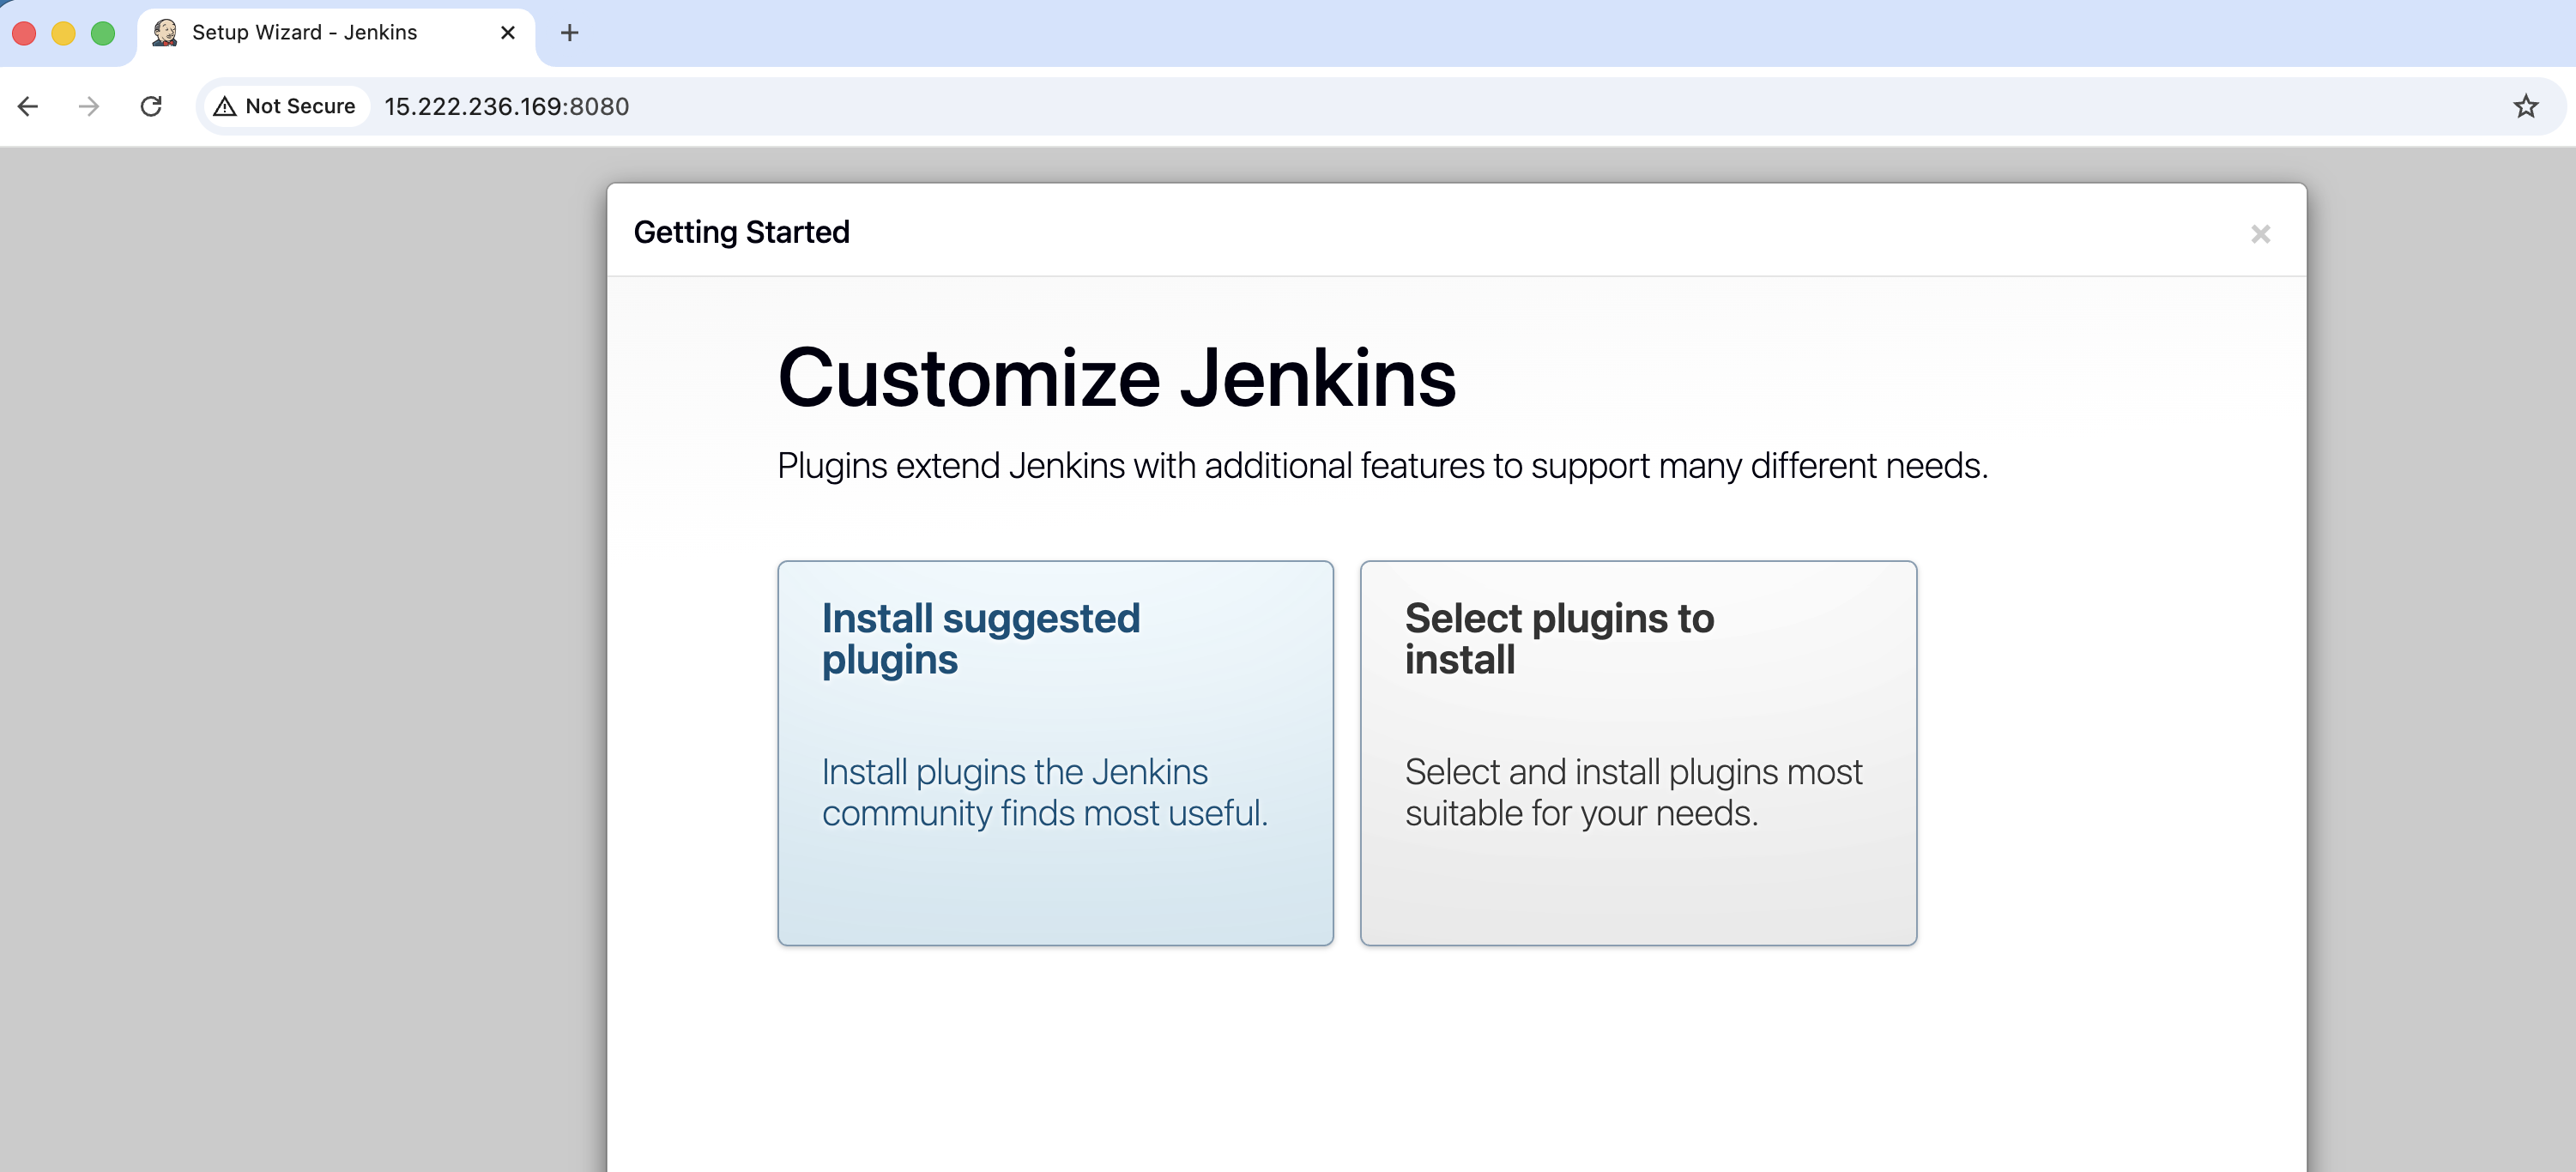 Setup Wizard - Jenkins
Not Secure 15.222.236.169:8080
Getting Started
Customize Jenkins
Plugins extend Jenkins with additional features to support many different needs.
Install suggested
plugins
Install plugins the Jenkins
community finds most useful.
Select plugins to
install
Select and install plugins most
suitable for your needs.